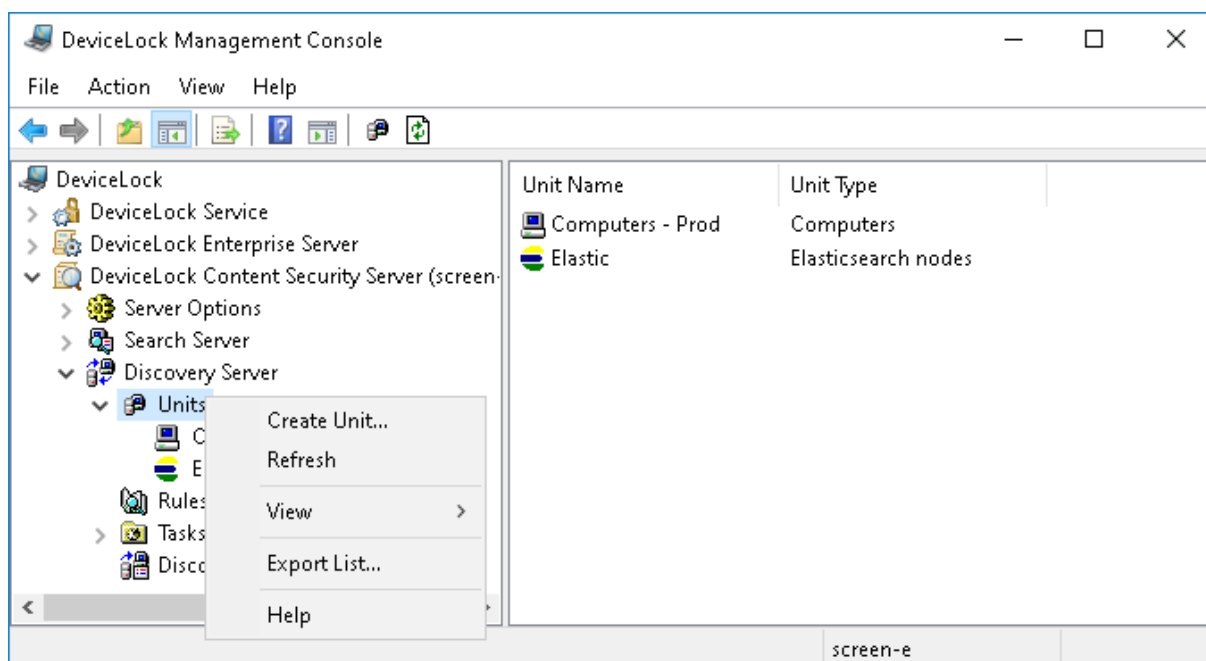 DeviceLock Management Console
File Action View Help
DeviceLock
DeviceLock Service
DeviceLock Enterprise Server
DeviceLock Content Security Server (screen-
Server Options
Search Server
Discovery Server
Units
C
E
Rules
Tasks
Disco
Create Unit...
Refresh
View
Export List...
Help
Unit Name Unit Type
Computers - Prod Computers
Elastic Elasticsearch nodes
screen-e